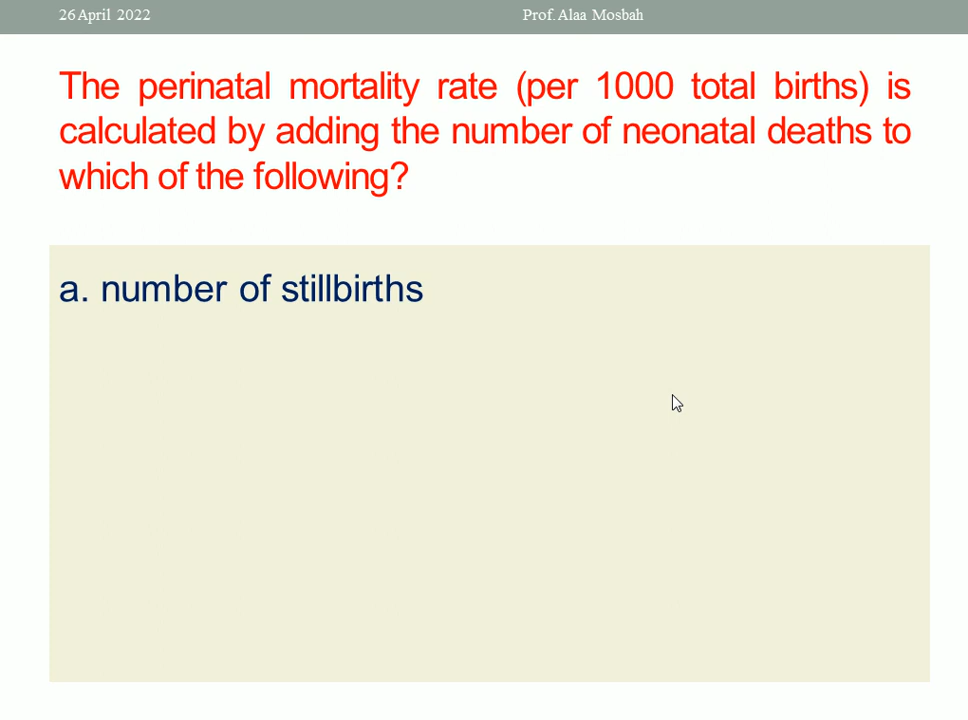 26 April 2022
Prof. Alaa Mosbah
The perinatal mortality rate (per 1000 total births) is
calculated by adding the number of neonatal deaths to
which of the following?
a. number of stillbirths